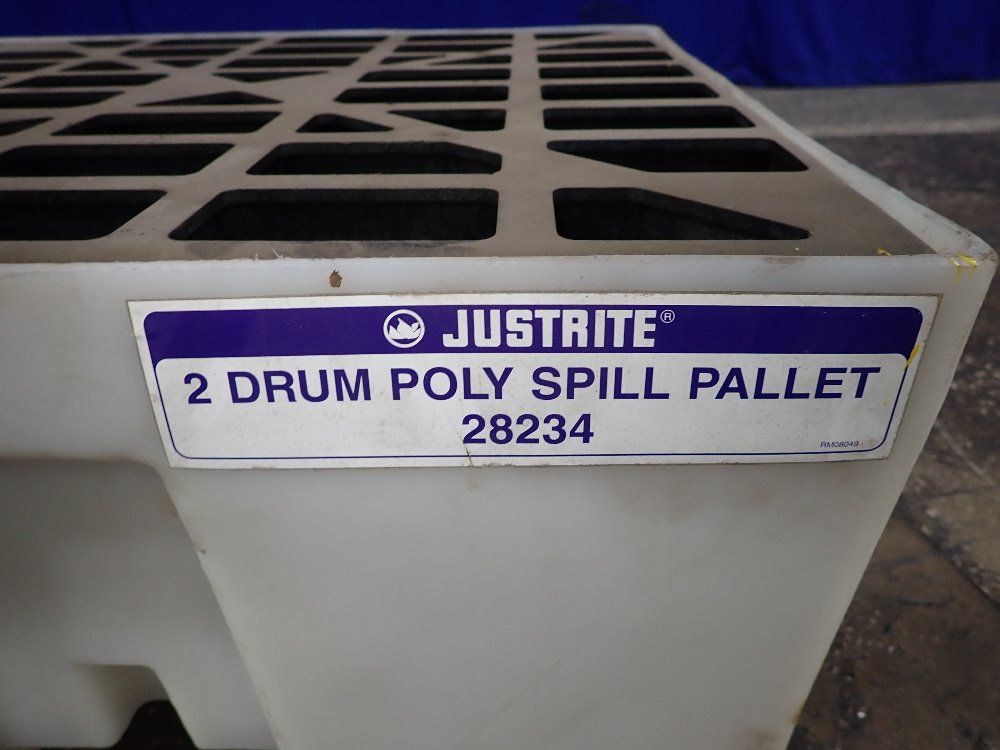 JUSTRITE®
2 DRUM POLY SPILL PALLET
28234
RM08049